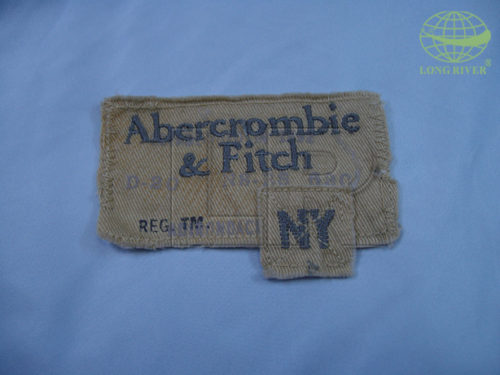 LONG RIVER®
Abercrombie
& Fitch
REG. TM.
NY